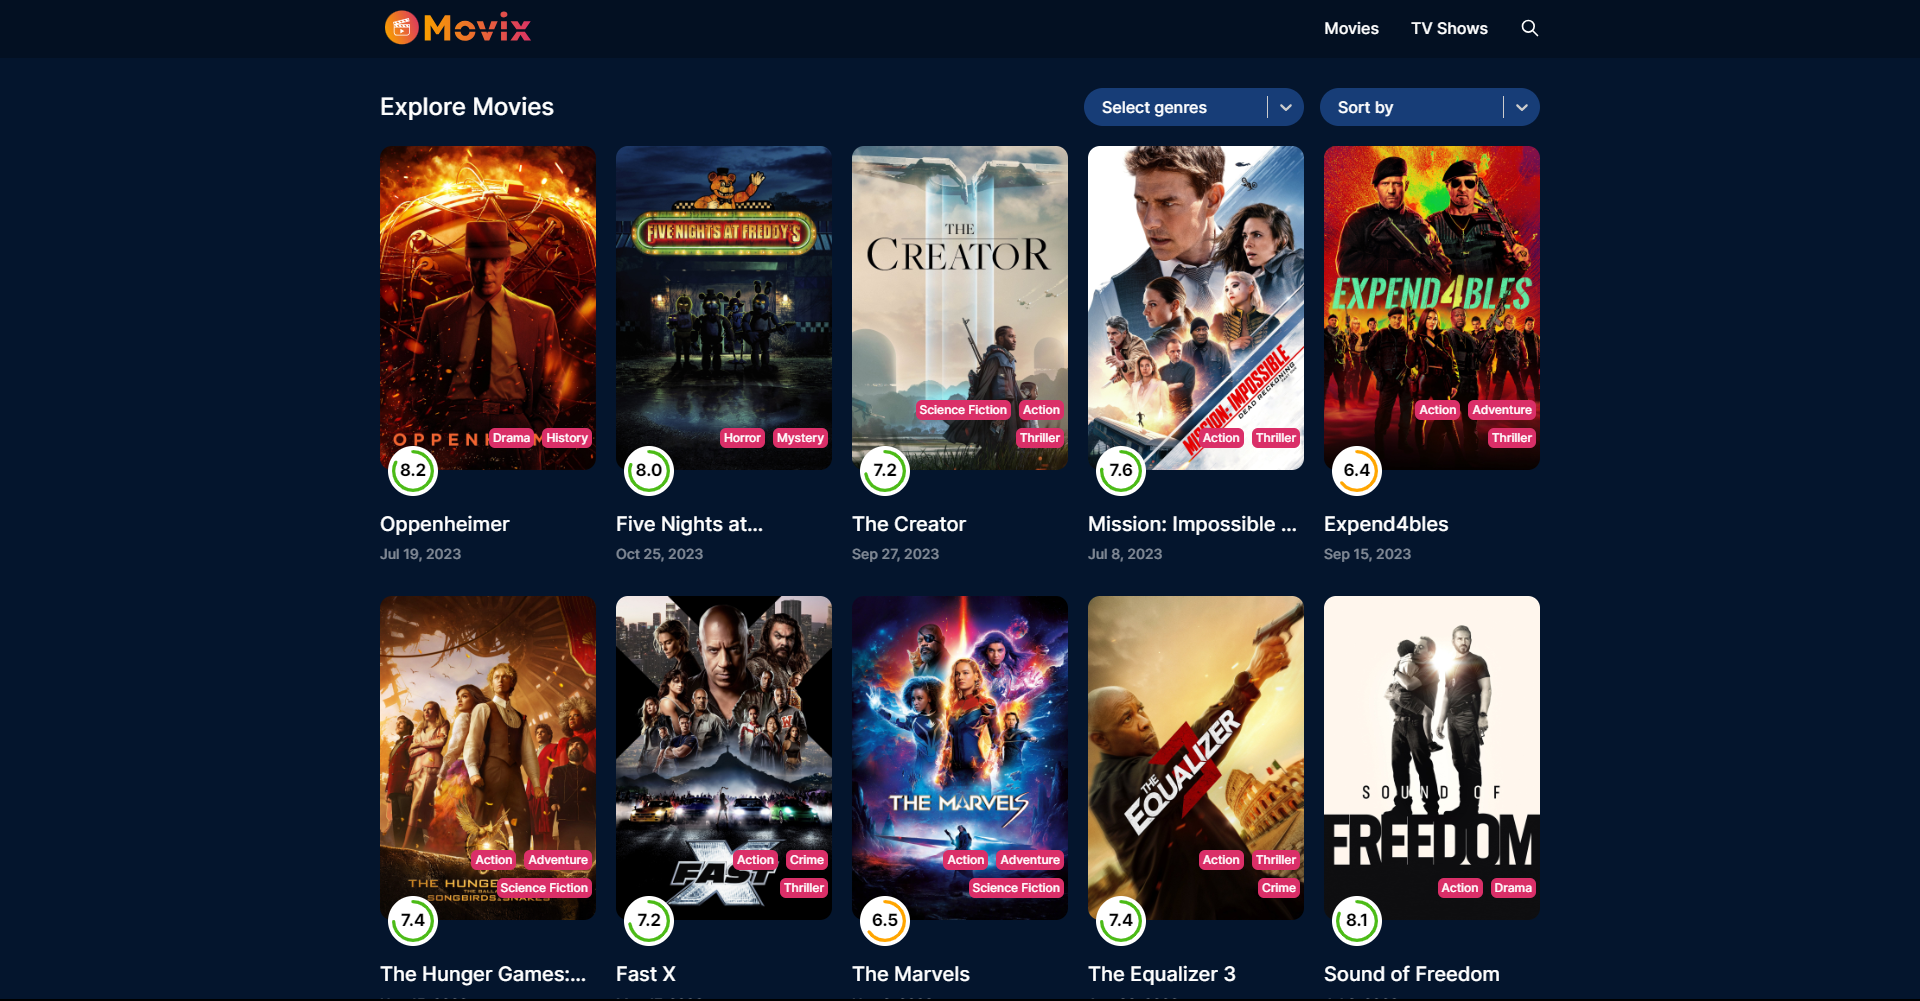 Movix
Movies
TV Shows
Explore Movies
Select genres
Sort by
OPPENH M
Drama
History
8.2
Oppenheimer
Jul 19, 2023
FIVE NIGHTS AT FREDDY'S
Horror
Mystery
8.0
Five Nights at...
Oct 25, 2023
THE
CREATOR
Science Fiction
Action
Thriller
7.2
The Creator
Sep 27, 2023
MISSION: IMPOSSIBLE
DEAD RECKONING
Action
Thriller
7.6
Mission: Impossible ...
Jul 8, 2023
EXPEND4BLES
Action
Adventure
Thriller
6.4
Expend4bles
Sep 15, 2023
THE HUNG
THE BALLA
SONGBIRDS & SNAKES
Action
Adventure
Science Fiction
7.4
The Hunger Games:...
FAST X
Action
Crime
Thriller
7.2
Fast X
THE MARVELS
Action
Adventure
Science Fiction
6.5
The Marvels
THE
EQUALIZER
3
Action
Thriller
Crime
7.4
The Equalizer 3
SOUND OF
FREEDOM
Action
Drama
8.1
Sound of Freedom